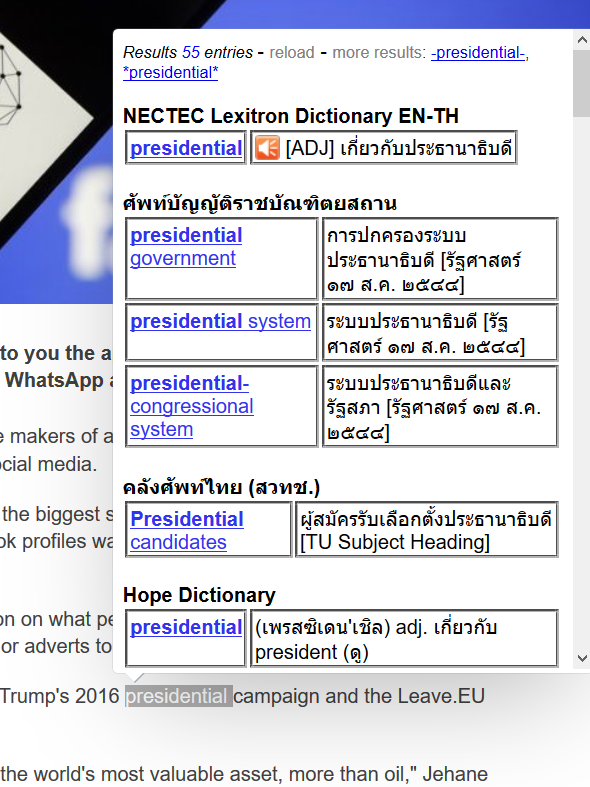 Results 55 entries - reload - more results: -presidential-,
*presidential*
NECTEC Lexitron Dictionary EN-TH
presidential [ADJ] เกี่ยวกับประธานาธิบดี
ศัพท์บัญญัติราชบัณฑิตยสถาน
presidential
government
การปกครองระบบ
ประธานาธิบดี [รัฐศาสตร์
๑๗ ส.ค. ๒๕๔๔]
presidential system
ระบบประธานาธิบดี [รัฐ
ศาสตร์ ๑๗ ส.ค. ๒๕๔๔]
presidential-
congressional
system
ระบบประธานาธิบดีและ
รัฐสภา [รัฐศาสตร์ ๑๗ ส.ค.
๒๕๔๔]
คลังศัพท์ไทย (สวทช.)
Presidential
candidates
ผู้สมัครรับเลือกตั้งประธานาธิบดี
[TU Subject Heading]
Hope Dictionary
presidential
(เพรสซิเดน'เชิล) adj. เกี่ยวกับ
president (ดู)
to you the a
WhatsApp a
e makers of a
ocial media.
the biggest s
ok profiles wa
on on what pe
or adverts to
Trump's 2016 presidential campaign and the Leave.EU
the world's most valuable asset, more than oil," Jehane